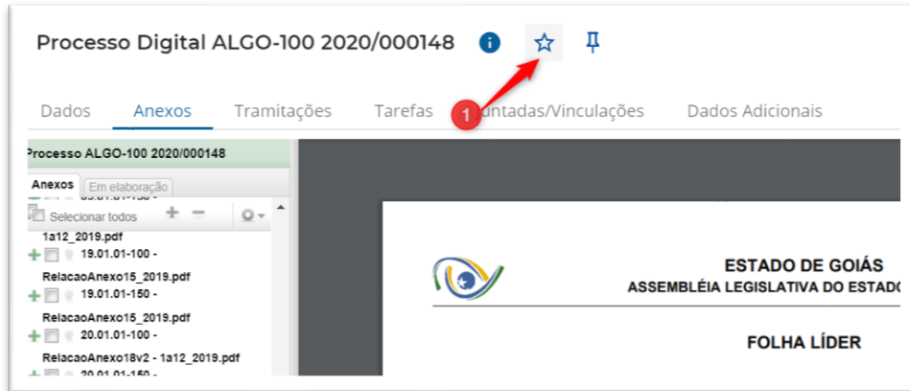 Processo Digital ALGO-100 2020/000148
Dados Anexos Tramitações Tarefas 1 untadas/Vinculações Dados Adicionais
Processo ALGO-100 2020/000148
Anexos Em elaboração
Selecionar todos
1a12_2019.pdf
19.01.01-100 -
RelacaoAnexo15_2019.pdf
19.01.01-150 -
RelacaoAnexo15_2019.pdf
20.01.01-100 -
RelacaoAnexo18v2 - 1a12_2019.pdf
20.01.01-150 -
ESTADO DE GOIÁS
ASSEMBLÉIA LEGISLATIVA DO ESTADO
FOLHA LÍDER